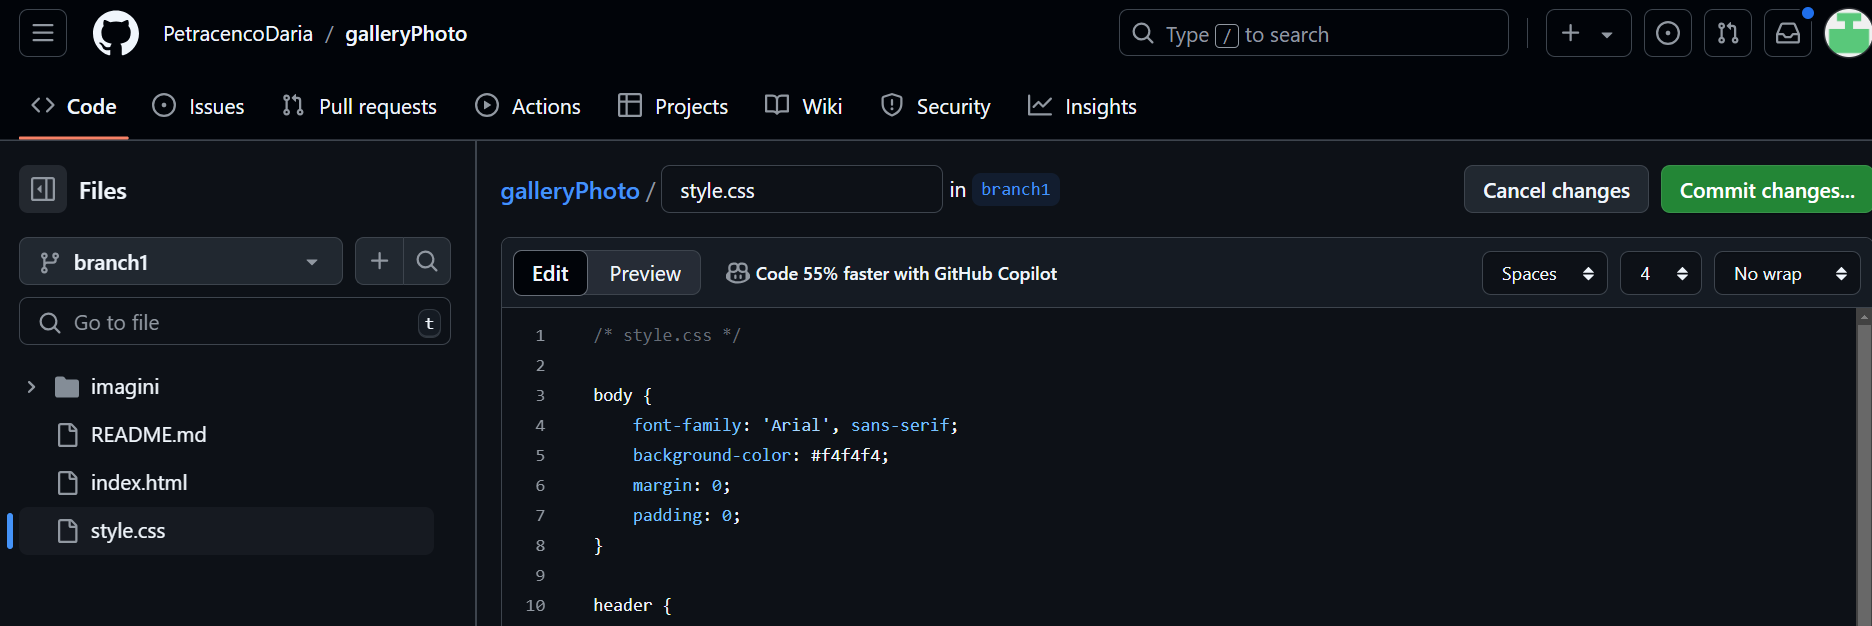 PetracencoDaria / galleryPhoto
Type / to search
Code
Issues
Pull requests
Actions
Projects
Wiki
Security
Insights
Files
branch1
Go to file
t
imagini
README.md
index.html
style.css
galleryPhoto / style.css in branch1
Cancel changes
Commit changes...
Edit
Preview
Code 55% faster with GitHub Copilot
Spaces
4
No wrap
1 /* style.css */
2
3 body {
4 font-family: 'Arial', sans-serif;
5 background-color: #f4f4f4;
6 margin: 0;
7 padding: 0;
8 }
9
10 header {